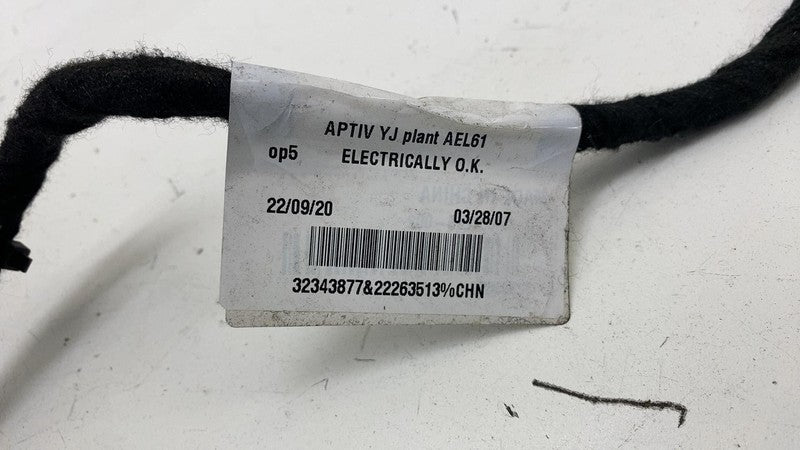 APTIV YJ plant AEL61
op5 ELECTRICALLY O.K.
22/09/20 03/28/07
32343877&22263513%CHN